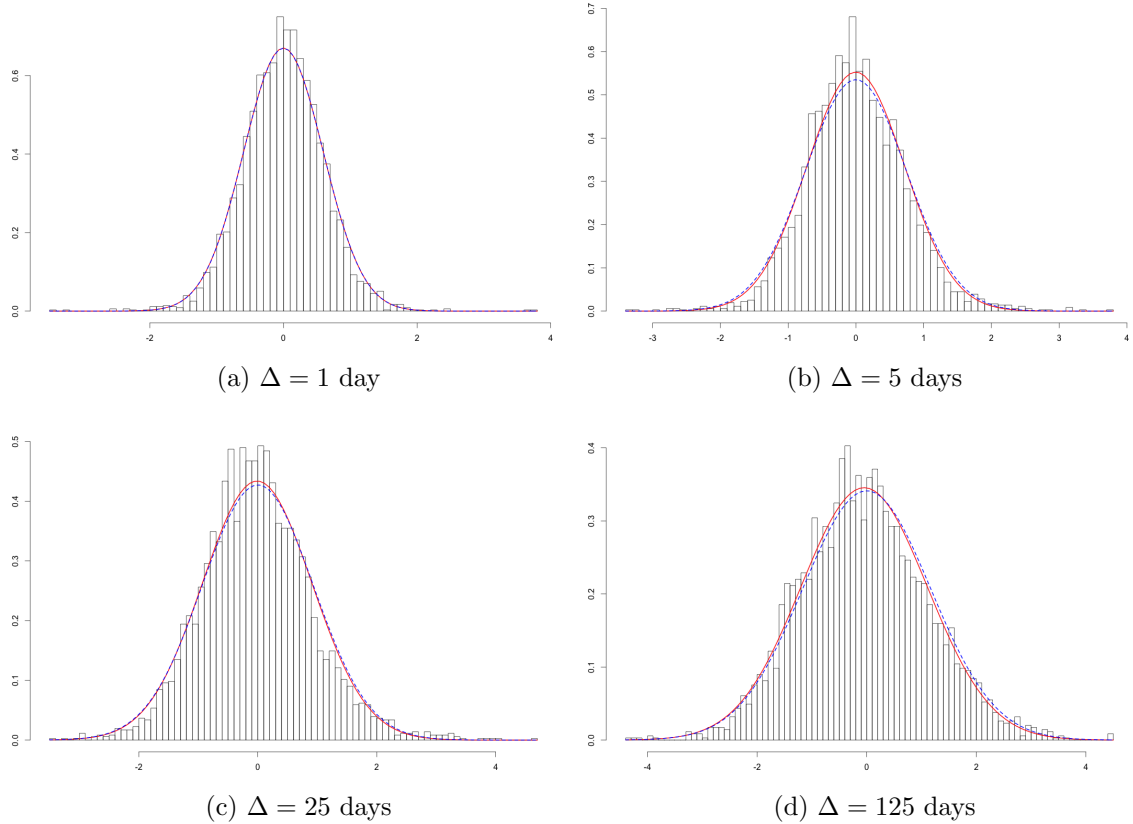 0.0 0.2 0.4 0.6
-2 0 2 4
(a) Δ = 1 day
0.0 0.1 0.2 0.3 0.4 0.5 0.6 0.7
-3 -2 -1 0 1 2 3 4
(b) Δ = 5 days
0.0 0.1 0.2 0.3 0.4 0.5
-2 0 2 4
(c) Δ = 25 days
0.0 0.1 0.2 0.3 0.4
-4 -2 0 2 4
(d) Δ = 125 days